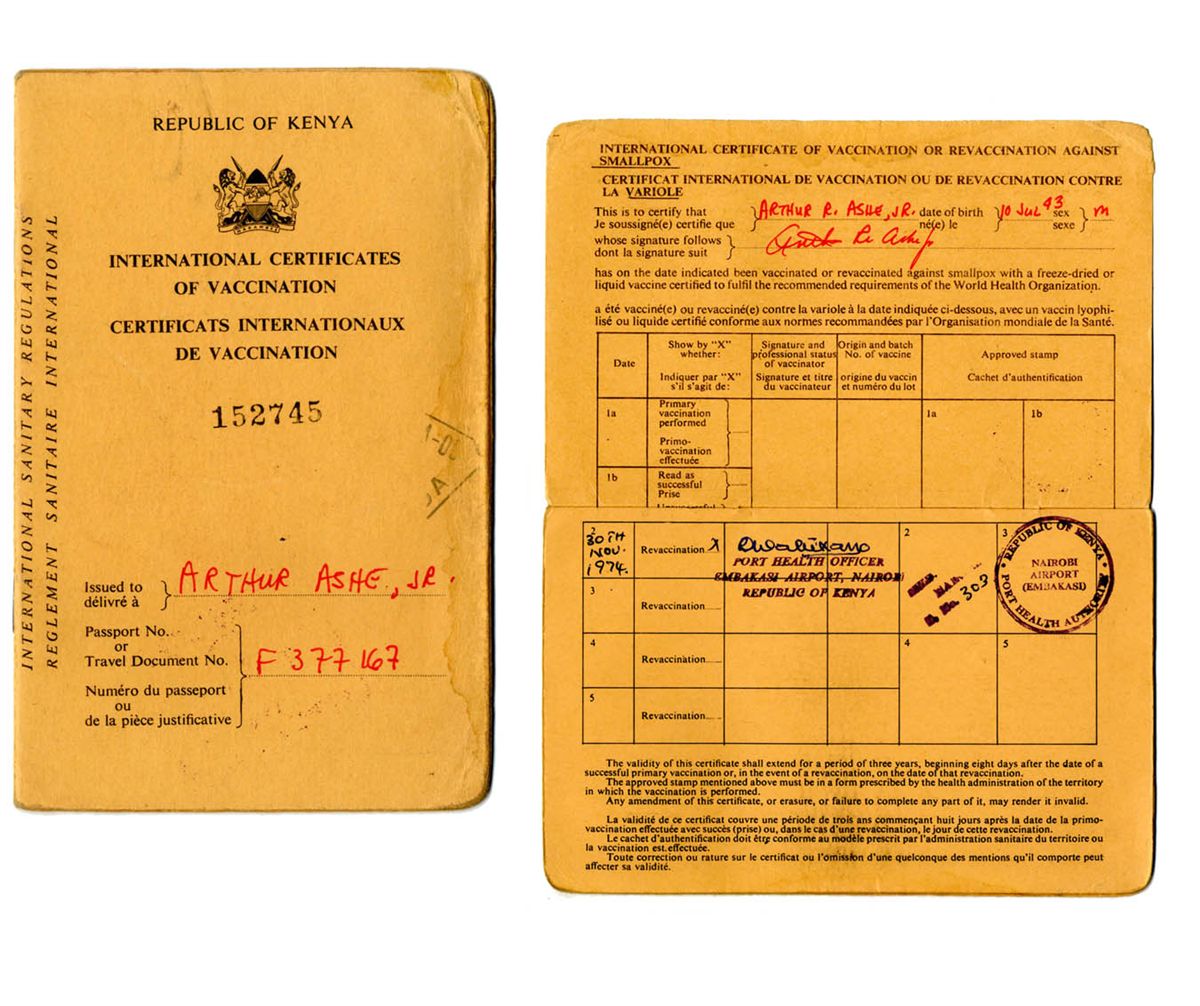 REPUBLIC OF KENYA
HARAMBEE
INTERNATIONAL CERTIFICATES
OF VACCINATION
CERTIFICATS INTERNATIONAUX
DE VACCINATION
152745
INTERNATIONAL SANITARY REGULATIONS
REGLEMENT SANITAIRE INTERNATIONAL
Issued to
délivré à } ARTHUR ASHE, JR.
Passport No.
or
Travel Document No. F 377167
Numéro du passeport
ou
de la pièce justificative
INTERNATIONAL CERTIFICATE OF VACCINATION OR REVACCINATION AGAINST
SMALLPOX
CERTIFICAT INTERNATIONAL DE VACCINATION OU DE REVACCINATION CONTRE
LA VARIOLE
This is to certify that ARTHUR R. ASHE, JR. date of birth 10 JUL 43 sex m
Je soussigné(e) certifie que né(e) le sexe
whose signature follows
dont la signature suit
has on the date indicated been vaccinated or revaccinated against smallpox with a freeze-dried or
liquid vaccine certified to fulfil the recommended requirements of the World Health Organization.
a été vacciné(e) ou revacciné(e) contre la variole à la date indiquée ci-dessous, avec un vaccin lyophi-
lisé ou liquide certifié conforme aux normes recommandées par l'Organisation mondiale de la Santé.
Date
Show by "X"
whether:
Indiquer par "X"
s'il s'agit de:
Signature and
professional status
of vaccinator
Signature et titre
du vaccinateur
Origin and batch
No. of vaccine
origine du vaccin
et numéro du lot
Approved stamp
Cachet d'authentification
1a
Primary
vaccination
performed
Primo-
vaccination
effectuée
1a
1b
1b
Read as
successful
Prise
Unsuccessful
2
30TH
NOV.
1974.
Revaccination X
PORT HEALTH OFFICER
EMBAKASI AIRPORT, NAIROBI
REPUBLIC OF KENYA
2
303
3
REPUBLIC OF KENYA
NAIROBI
AIRPORT
(EMBAKASI)
PORT HEALTH AUTHORITY
3
Revaccination
4
Revaccination
4
5
5
Revaccination
The validity of this certificate shall extend for a period of three years, beginning eight days after the date of a
successful primary vaccination or, in the event of a revaccination, on the date of that revaccination.
The approved stamp mentioned above must be in a form prescribed by the health administration of the territory
in which the vaccination is performed.
Any amendment of this certificate, or erasure, or failure to complete any part of it, may render it invalid.
La validité de ce certificat couvre une période de trois ans commençant huit jours après la date de la primo-
vaccination effectuée avec succès (prise) ou, dans le cas d'une revaccination, le jour de cette revaccination.
Le cachet d'authentification doit être conforme au modèle prescrit par l'administration sanitaire du territoire ou
la vaccination est effectuée.
Toute correction ou rature sur le certificat ou l'omission d'une quelconque des mentions qu'il comporte peut
affecter sa validité.